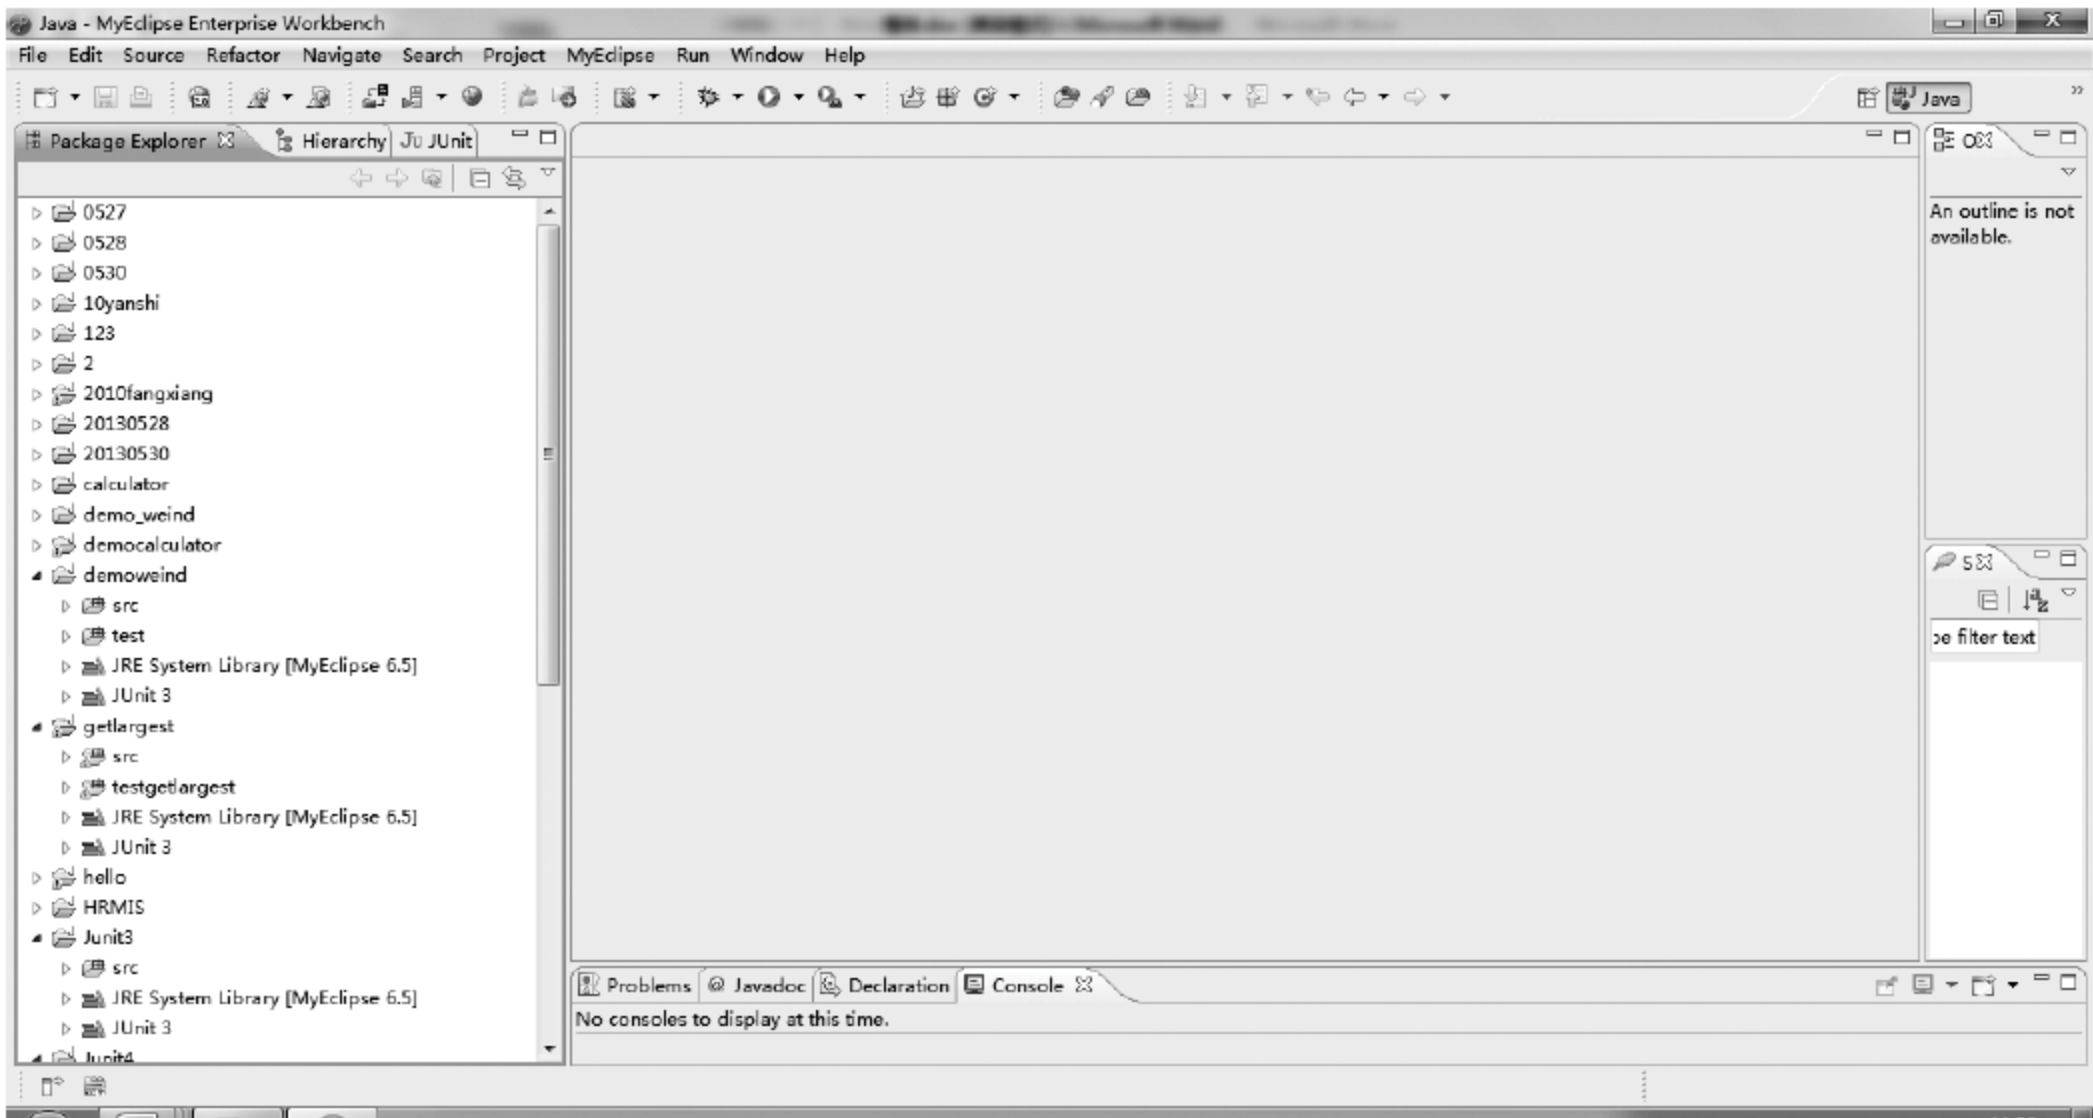 Java - MyEclipse Enterprise Workbench
File Edit Source Refactor Navigate Search Project MyEclipse Run Window Help
Java
Package Explorer Hierarchy Ju JUnit
0527
0528
0530
10yanshi
123
2
2010fangxiang
20130528
20130530
calculator
demo_weind
democalculator
demoweind
src
test
JRE System Library [MyEclipse 6.5]
JUnit 3
getlargest
src
testgetlargest
JRE System Library [MyEclipse 6.5]
JUnit 3
hello
HRMIS
Junit3
src
JRE System Library [MyEclipse 6.5]
JUnit 3
Junit4
O
An outline is not
available.
S
pe filter text
Problems @ Javadoc Declaration Console
No consoles to display at this time.